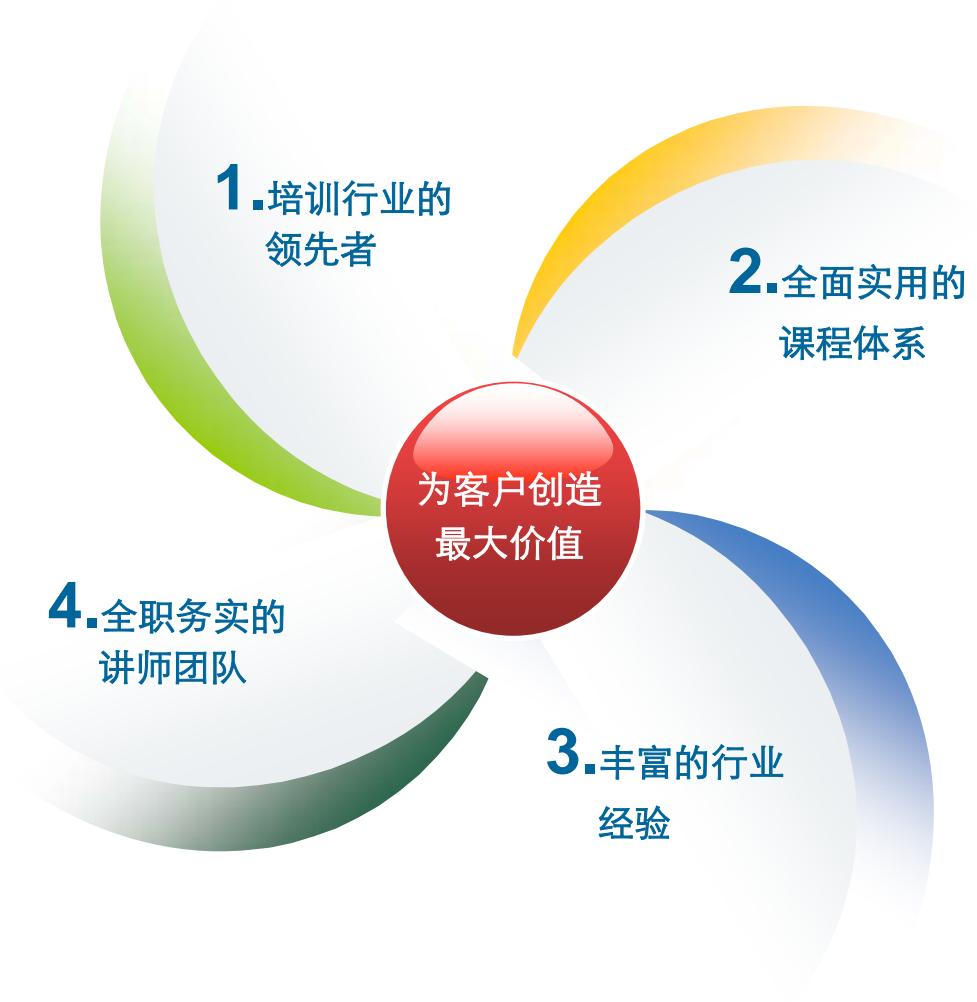 1.培训行业的
领先者
2.全面实用的
课程体系
为客户创造
最大价值
4.全职务实的
讲师团队
3.丰富的行业
经验